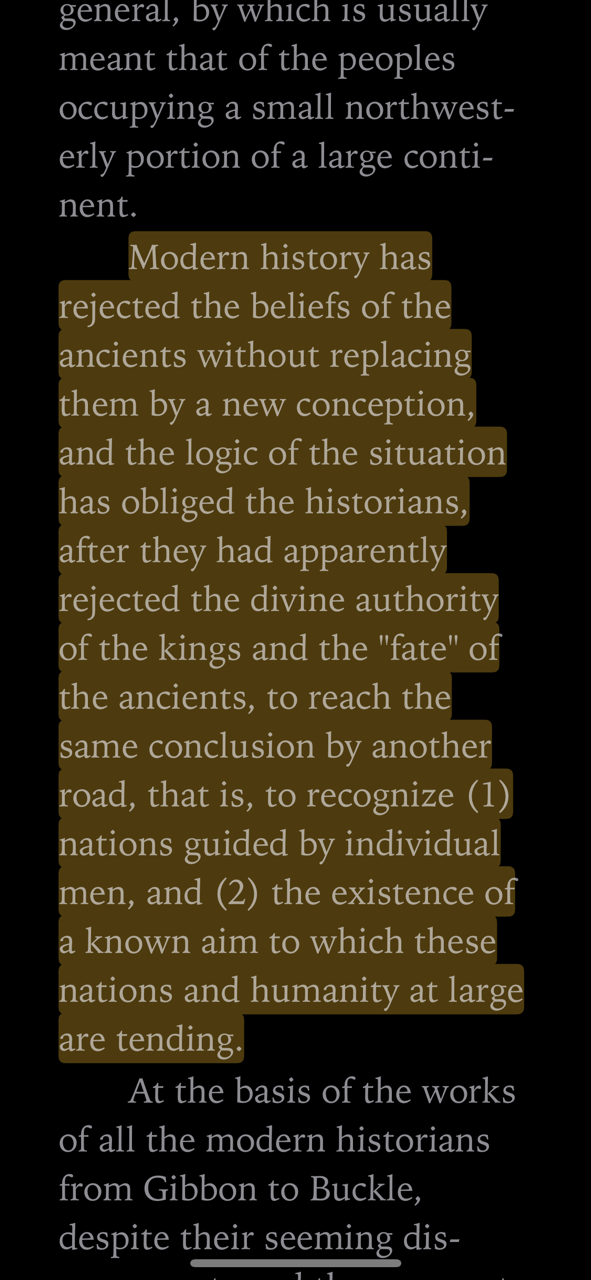 general, by which is usually
meant that of the peoples
occupying a small northwest-
erly portion of a large conti-
nent.
Modern history has
rejected the beliefs of the
ancients without replacing
them by a new conception,
and the logic of the situation
has obliged the historians,
after they had apparently
rejected the divine authority
of the kings and the "fate" of
the ancients, to reach the
same conclusion by another
road, that is, to recognize (1)
nations guided by individual
men, and (2) the existence of
a known aim to which these
nations and humanity at large
are tending.
At the basis of the works
of all the modern historians
from Gibbon to Buckle,
despite their seeming dis-